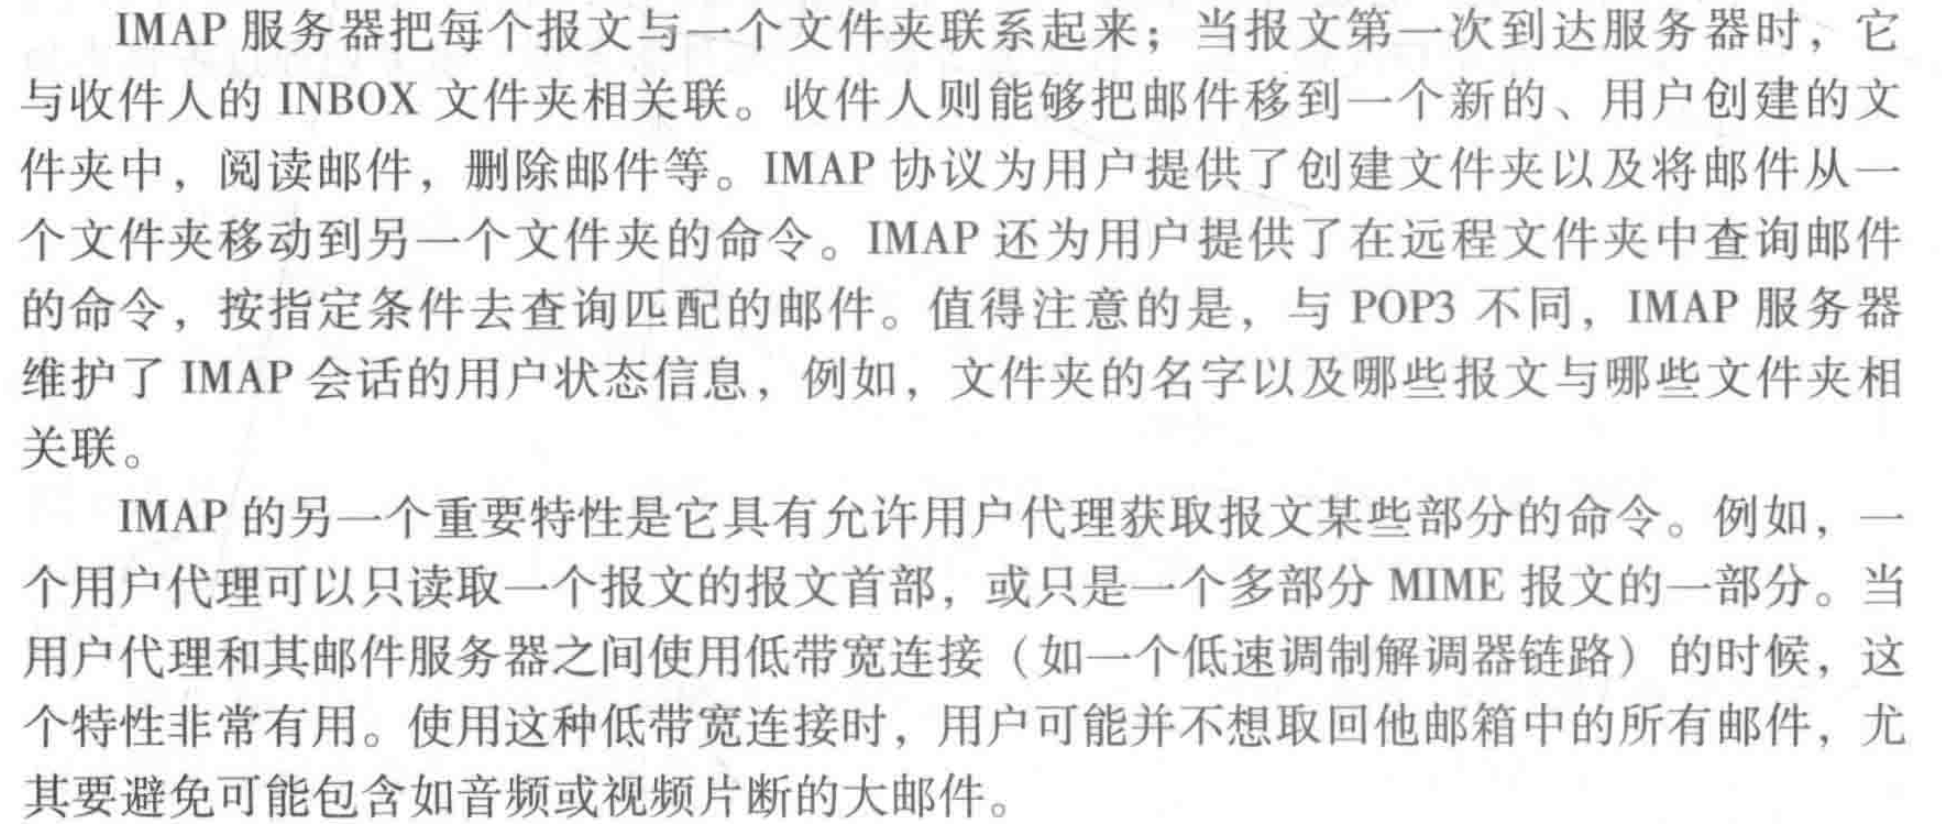 IMAP 服务器把每个报文与一个文件夹联系起来；当报文第一次到达服务器时，它
与收件人的 INBOX 文件夹相关联。收件人则能够把邮件移到一个新的、用户创建的文
件夹中，阅读邮件，删除邮件等。IMAP 协议为用户提供了创建文件夹以及将邮件从一
个文件夹移动到另一个文件夹的命令。IMAP 还为用户提供了在远程文件夹中查询邮件
的命令，按指定条件去查询匹配的邮件。值得注意的是，与 POP3 不同，IMAP 服务器
维护了 IMAP 会话的用户状态信息，例如，文件夹的名字以及哪些报文与哪些文件夹相
关联。
IMAP 的另一个重要特性是它具有允许用户代理获取报文某些部分的命令。例如，一
个用户代理可以只读取一个报文的报文首部，或只是一个多部分 MIME 报文的一部分。当
用户代理和其邮件服务器之间使用低带宽连接（如一个低速调制解调器链路）的时候，这
个特性非常有用。使用这种低带宽连接时，用户可能并不想取回他邮箱中的所有邮件，尤
其要避免可能包含如音频或视频片断的大邮件。